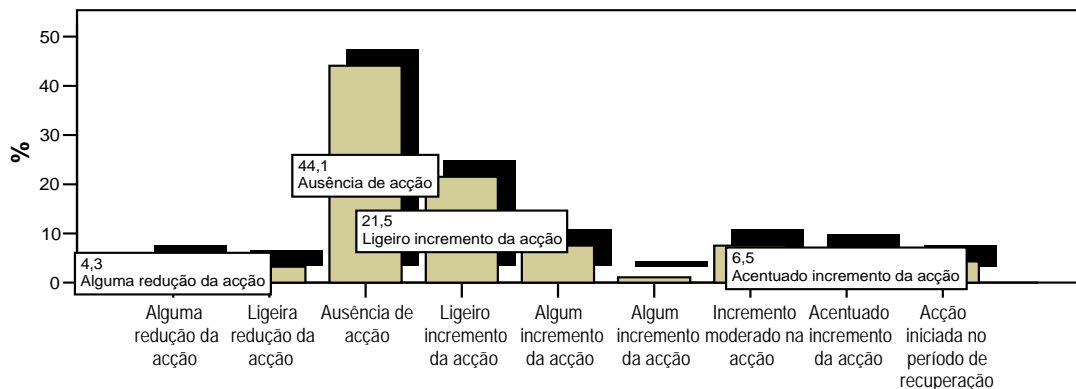 %
50
40
30
20
10
0
44,1
Ausência de acção
21,5
Ligeiro incremento da acção
4,3
Alguma redução da acção
6,5
Acentuado incremento da acção
Alguma
redução da
acção
Ligeira
redução da
acção
Ausência de
acção
Ligeiro
incremento
da acção
Algum
incremento
da acção
Algum
incremento
da acção
Incremento
moderado na
acção
Acentuado
incremento
da acção
Acção
iniciada no
período de
recuperação